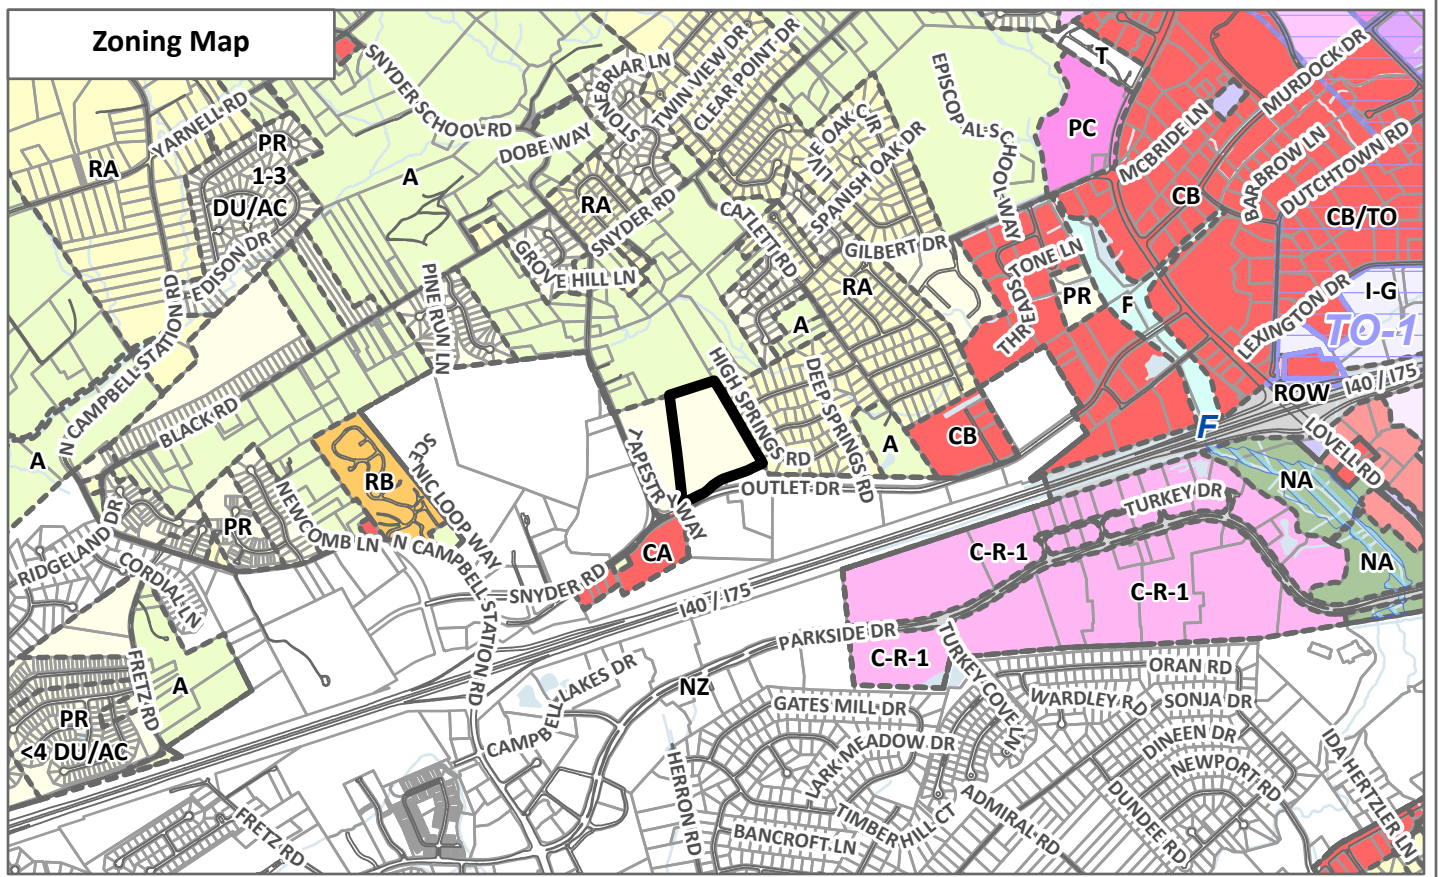 Zoning Map
SNYDER SCHOOL RD
STONEBRIAR LN
TWIN VIEW DR
CLEAR POINT DR
EPISCOPAL SCHOOL WAY
T
MURDOCK DR
PC
MCBRIDE LN
YARNELL RD
PR
1-3
DU/AC
RA
A
DOBE WAY
LIVE OAK CIR
SPANISH OAK DR
BARBROW LN
DUTCHTOWN RD
CB
CB/TO
RA
SNYDER RD
CATLETT RD
GILBERT DR
TONE LN
THREADS
EDISON DR
GROVE HILL LN
PINE RUN LN
RA
PR
F
I-G
LEXINGTON DR
TO-1
N CAMPBELL STATION RD
A
HIGH SPRINGS RD
DEEP SPRINGS RD
ROW
I40 / I75
BLACK RD
A
F
LOVELL RD
A
CB
TAPESTRY WAY
OUTLET DR
SCENIC LOOP WAY
RB
NA
TURKEY DR
NEWCOMB LN
PR
N CAMPBELL STATION RD
RIDGELAND DR
CORDIAL LN
CA
C-R-1
NA
SNYDER RD
I40 / I75
C-R-1
PARKSIDE DR
C-R-1
TURKEY COVE LN
FRETZ RD
A
CAMPBELL LAKES DR
NZ
ORAN RD
WARDLEY RD
SONJA DR
GATES MILL DR
PR
<4 DU/AC
LARK MEADOW DR
DINEEN DR
NEWPORT RD
IDA HERTZLER LN
HERRON RD
TIMBERHILL CT
ADMIRAL RD
DUNDEE RD
FRETZ RD
BANCROFT LN